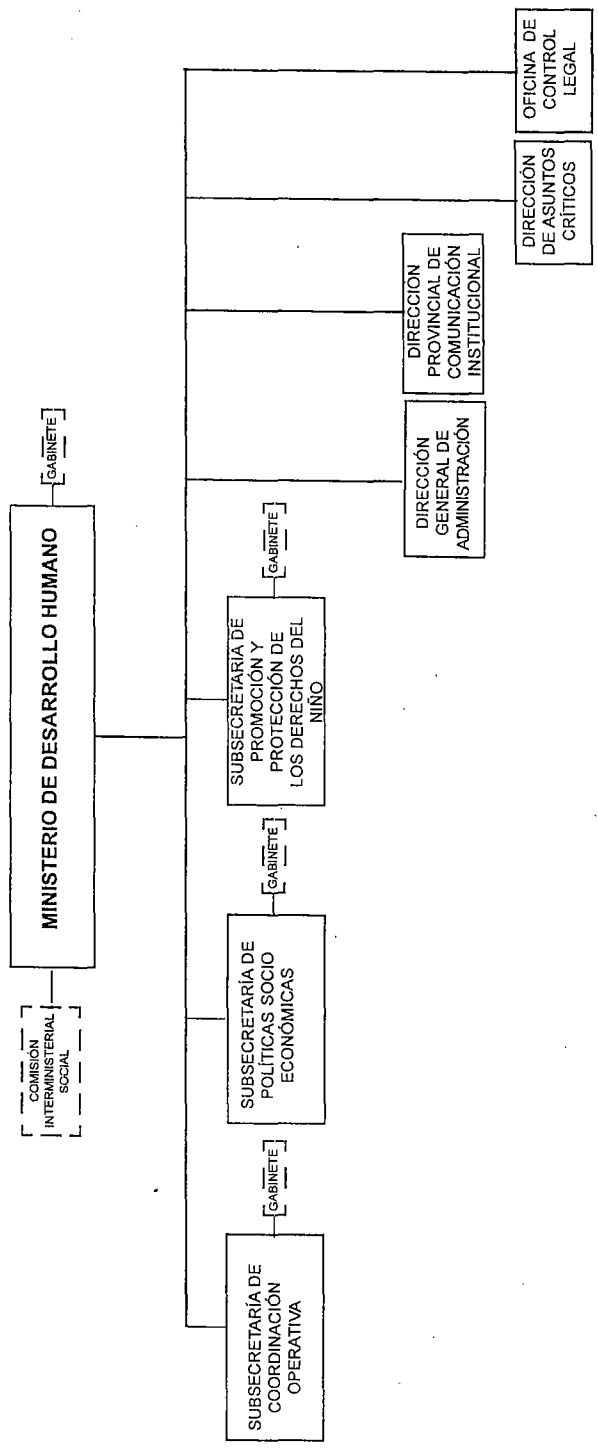 MINISTERIO DE DESARROLLO HUMANO
COMISIÓN
INTERMINISTERIAL
SOCIAL
GABINETE
SUBSECRETARÍA DE
COORDINACIÓN
OPERATIVA
GABINETE
SUBSECRETARÍA DE
POLÍTICAS SOCIO
ECONÓMICAS
GABINETE
SUBSECRETARÍA DE
PROMOCIÓN Y
PROTECCIÓN DE
LOS DERECHOS DEL
NIÑO
GABINETE
DIRECCIÓN
GENERAL DE
ADMINISTRACIÓN
DIRECCION
PROVINCIAL DE
COMUNICACIÓN
INSTITUCIONAL
DIRECCIÓN
DE ASUNTOS
CRÍTICOS
OFICINA DE
CONTROL
LEGAL